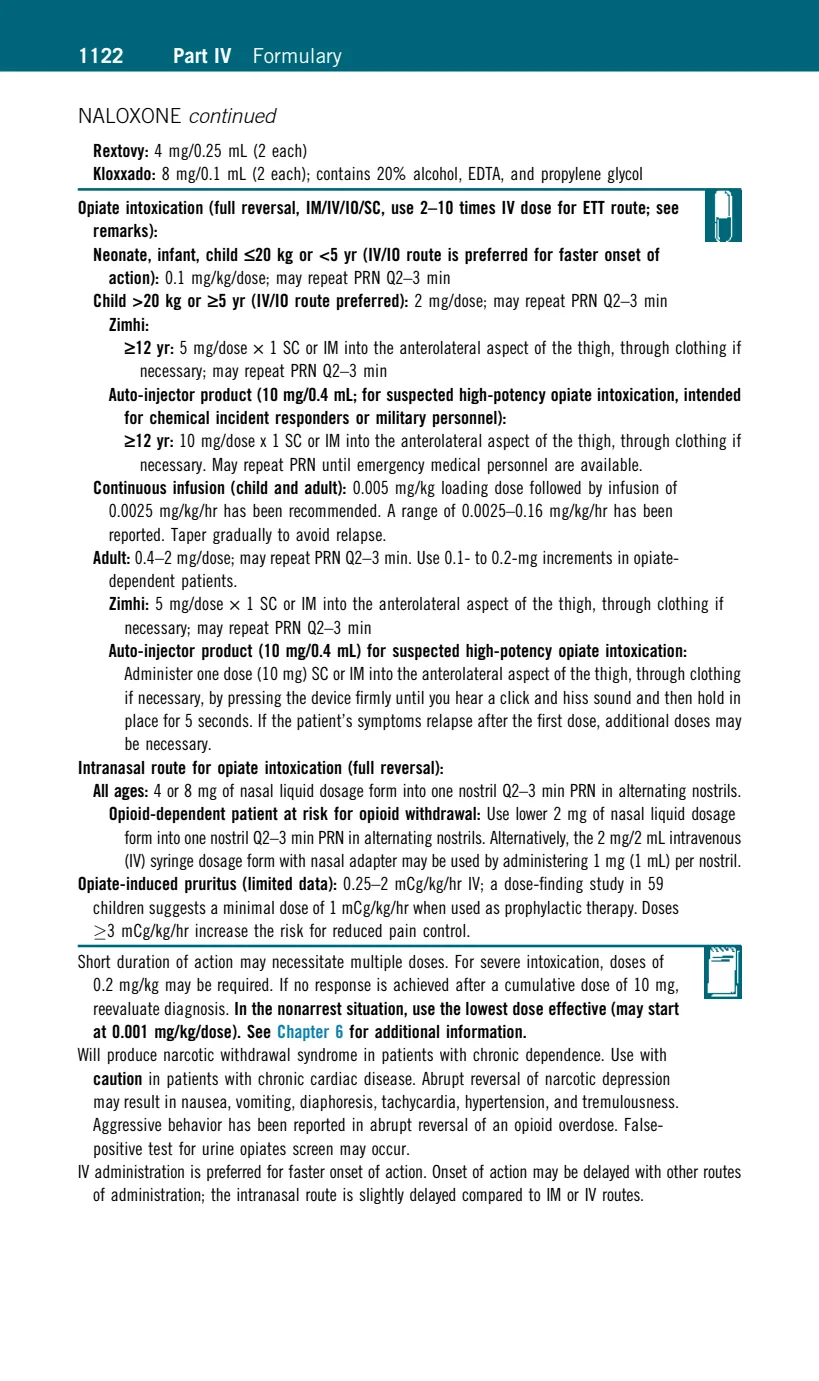 1122 Part IV Formulary
NALOXONE continued
Rextovy: 4 mg/0.25 mL (2 each)
Kloxxado: 8 mg/0.1 mL (2 each); contains 20% alcohol, EDTA, and propylene glycol
Opiate intoxication (full reversal, IM/IV/IO/SC, use 2–10 times IV dose for ETT route; see
remarks):
Neonate, infant, child ≤20 kg or <5 yr (IV/IO route is preferred for faster onset of
action): 0.1 mg/kg/dose; may repeat PRN Q2–3 min
Child >20 kg or ≥5 yr (IV/IO route preferred): 2 mg/dose; may repeat PRN Q2–3 min
Zimhi:
≥12 yr: 5 mg/dose × 1 SC or IM into the anterolateral aspect of the thigh, through clothing if
necessary; may repeat PRN Q2–3 min
Auto-injector product (10 mg/0.4 mL; for suspected high-potency opiate intoxication, intended
for chemical incident responders or military personnel):
≥12 yr: 10 mg/dose x 1 SC or IM into the anterolateral aspect of the thigh, through clothing if
necessary. May repeat PRN until emergency medical personnel are available.
Continuous infusion (child and adult): 0.005 mg/kg loading dose followed by infusion of
0.0025 mg/kg/hr has been recommended. A range of 0.0025–0.16 mg/kg/hr has been
reported. Taper gradually to avoid relapse.
Adult: 0.4–2 mg/dose; may repeat PRN Q2–3 min. Use 0.1- to 0.2-mg increments in opiate-
dependent patients.
Zimhi: 5 mg/dose × 1 SC or IM into the anterolateral aspect of the thigh, through clothing if
necessary; may repeat PRN Q2–3 min
Auto-injector product (10 mg/0.4 mL) for suspected high-potency opiate intoxication:
Administer one dose (10 mg) SC or IM into the anterolateral aspect of the thigh, through clothing
if necessary, by pressing the device firmly until you hear a click and hiss sound and then hold in
place for 5 seconds. If the patient's symptoms relapse after the first dose, additional doses may
be necessary.
Intranasal route for opiate intoxication (full reversal):
All ages: 4 or 8 mg of nasal liquid dosage form into one nostril Q2–3 min PRN in alternating nostrils.
Opioid-dependent patient at risk for opioid withdrawal: Use lower 2 mg of nasal liquid dosage
form into one nostril Q2–3 min PRN in alternating nostrils. Alternatively, the 2 mg/2 mL intravenous
(IV) syringe dosage form with nasal adapter may be used by administering 1 mg (1 mL) per nostril.
Opiate-induced pruritus (limited data): 0.25–2 mCg/kg/hr IV; a dose-finding study in 59
children suggests a minimal dose of 1 mCg/kg/hr when used as prophylactic therapy. Doses
≥3 mCg/kg/hr increase the risk for reduced pain control.
Short duration of action may necessitate multiple doses. For severe intoxication, doses of
0.2 mg/kg may be required. If no response is achieved after a cumulative dose of 10 mg,
reevaluate diagnosis. In the nonarrest situation, use the lowest dose effective (may start
at 0.001 mg/kg/dose). See Chapter 6 for additional information.
Will produce narcotic withdrawal syndrome in patients with chronic dependence. Use with
caution in patients with chronic cardiac disease. Abrupt reversal of narcotic depression
may result in nausea, vomiting, diaphoresis, tachycardia, hypertension, and tremulousness.
Aggressive behavior has been reported in abrupt reversal of an opioid overdose. False-
positive test for urine opiates screen may occur.
IV administration is preferred for faster onset of action. Onset of action may be delayed with other routes
of administration; the intranasal route is slightly delayed compared to IM or IV routes.